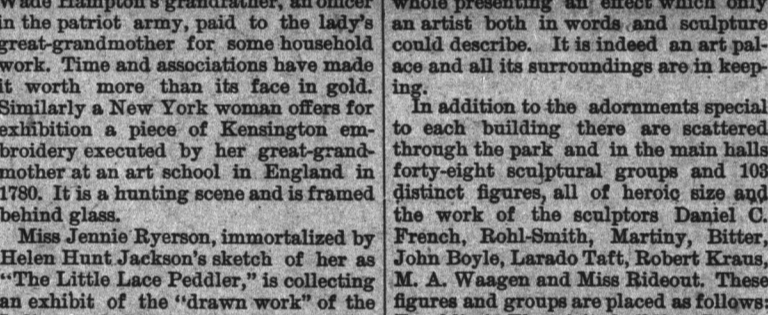 Wade Hampton's grandfather, an officer
in the patriot army, paid to the lady's
great-grandmother for some household
work. Time and associations have made
it worth more than its face in gold.
Similarly a New York woman offers for
exhibition a piece of Kensington em-
broidery executed by her great-grand-
mother at an art school in England in
1780. It is a hunting scene and is framed
behind glass.
Miss Jennie Ryerson, immortalized by
Helen Hunt Jackson's sketch of her as
"The Little Lace Peddler," is collecting
an exhibit of the "drawn work" of the
whole presenting an effect which only
an artist both in words and sculpture
could describe. It is indeed an art pal-
ace and all its surroundings are in keep-
ing.
In addition to the adornments special
to each building there are scattered
through the park and in the main halls
forty-eight sculptural groups and 103
distinct figures, all of heroic size and
the work of the sculptors Daniel C.
French, Rohl-Smith, Martiny, Bitter,
John Boyle, Larado Taft, Robert Kraus,
M. A. Waagen and Miss Rideout. These
figures and groups are placed as follows: